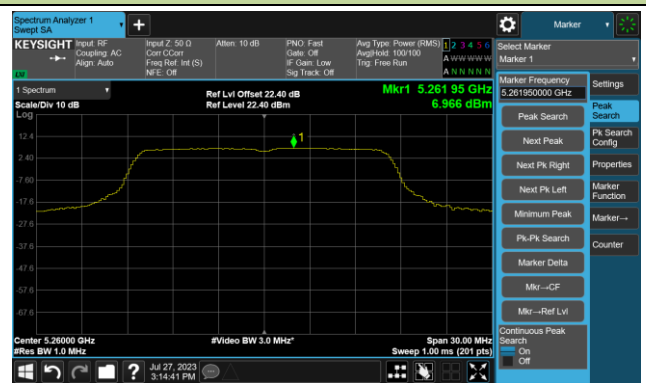 Spectrum Analyzer 1
Swept SA
Marker
KEYSIGHT
Input: RF
Coupling: AC
Align: Auto
Input Z: 50 Ω
Corr CCorr
Freq Ref: Int (S)
NFE: Off
Atten: 10 dB
PNO: Fast
Gate: Off
IF Gain: Low
Sig Track: Off
Avg Type: Power (RMS)
Avg|Hold: 100/100
Trig: Free Run
1 2 3 4 5 6
A W W W W W
A N N N N N
LW
Select Marker
Marker 1
1 Spectrum
Scale/Div 10 dB
Log
Ref Lvl Offset 22.40 dB
Ref Level 22.40 dBm
Mkr1 5.261 95 GHz
6.966 dBm
1
12.4
2.40
-7.60
-17.6
-27.6
-37.6
-47.6
-57.6
-67.6
Center 5.26000 GHz
#Res BW 1.0 MHz
#Video BW 3.0 MHz*
Span 30.00 MHz
Sweep 1.00 ms (201 pts)
Marker Frequency
5.261950000 GHz
Peak Search
Next Peak
Next Pk Right
Next Pk Left
Minimum Peak
Pk-Pk Search
Marker Delta
Mkr→CF
Mkr→Ref Lvl
Continuous Peak
Search
On
Off
Settings
Peak
Search
Pk Search
Config
Properties
Marker
Function
Marker→
Counter
Jul 27, 2023
3:14:41 PM